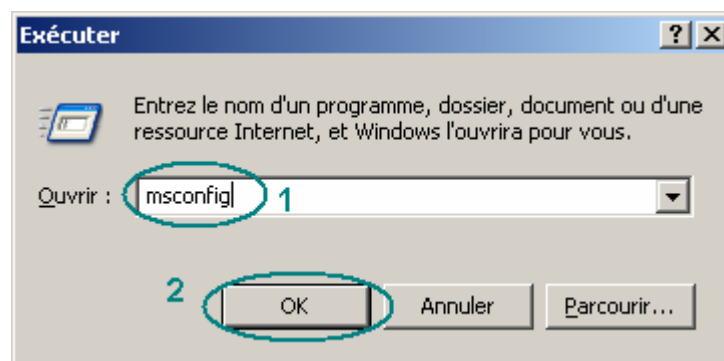 Exécuter
Entrez le nom d'un programme, dossier, document ou d'une
ressource Internet, et Windows l'ouvrira pour vous.
Ouvrir : msconfig 1
2 OK Annuler Parcourir...